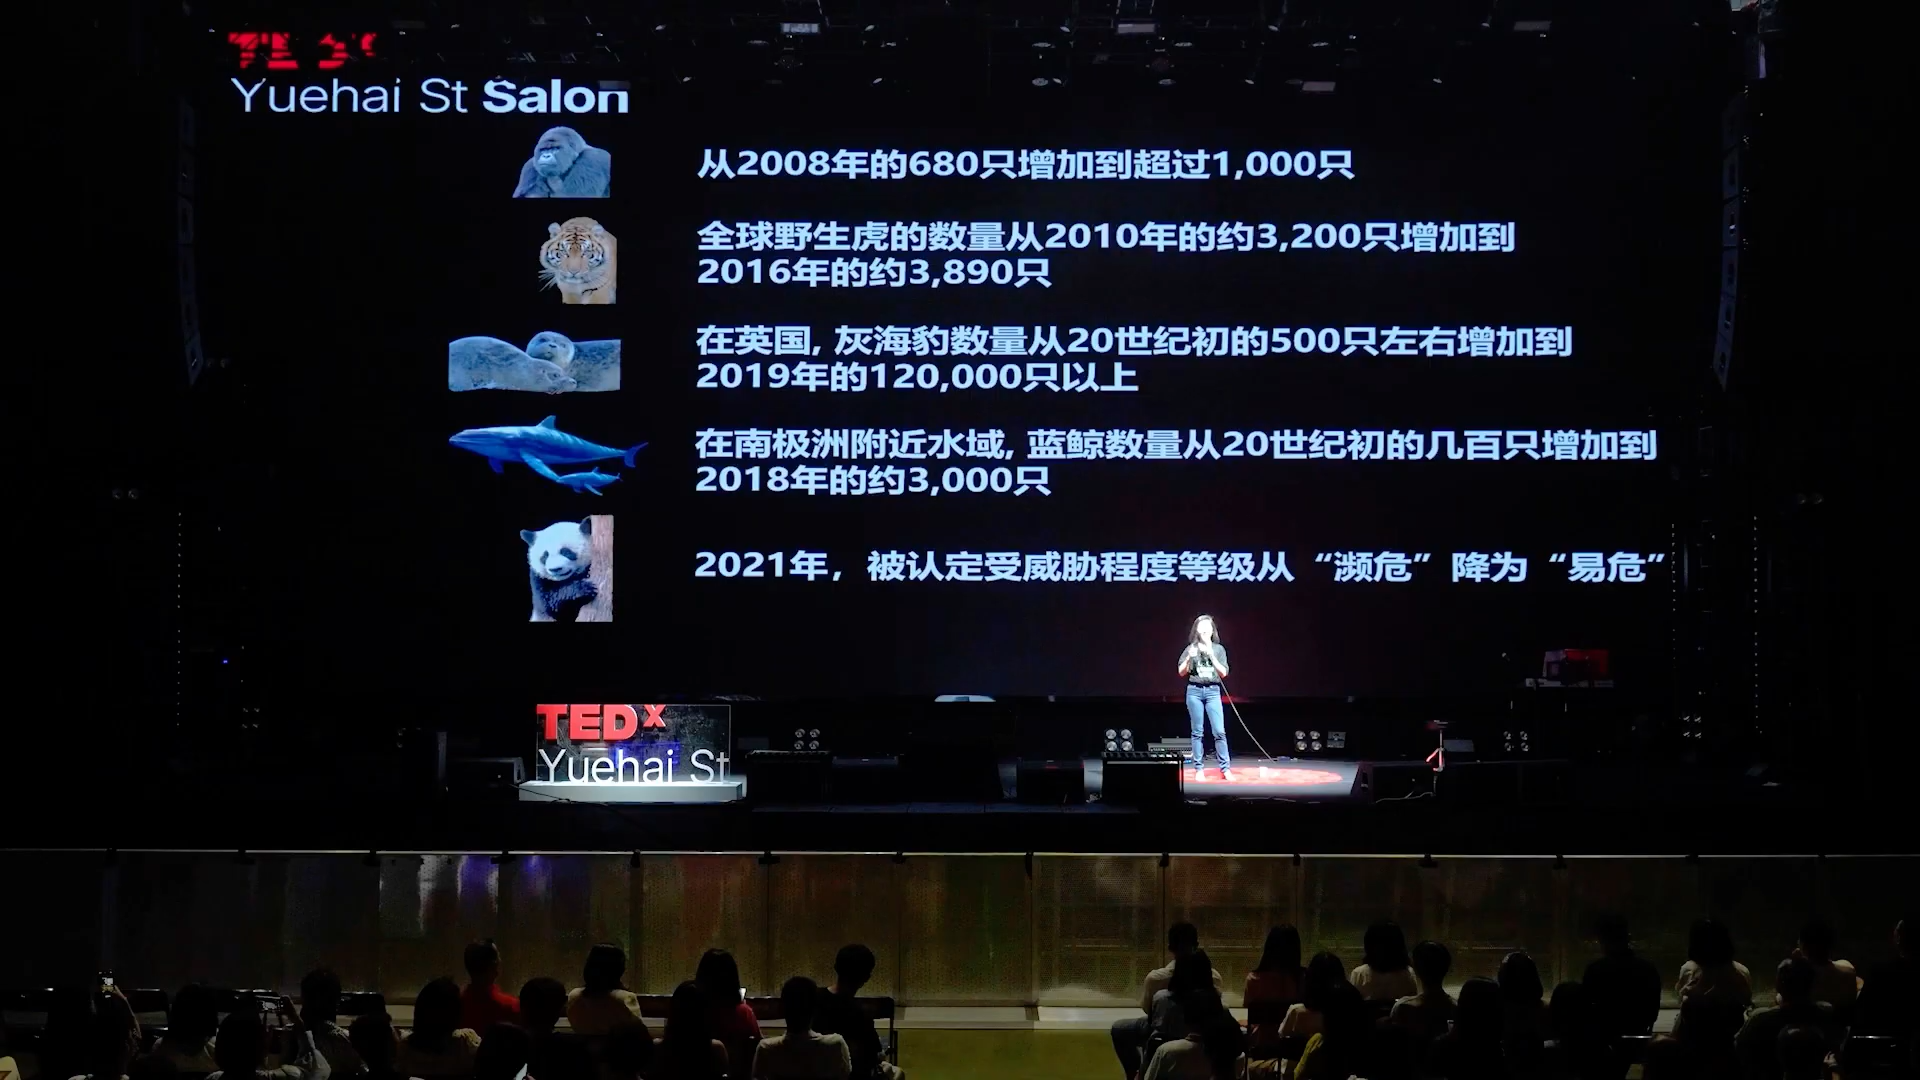 TEDx
Yuehai St Salon
从2008年的680只增加到超过1,000只
全球野生虎的数量从2010年的约3,200只增加到
2016年的约3,890只
在英国, 灰海豹数量从20世纪初的500只左右增加到
2019年的120,000只以上
在南极洲附近水域, 蓝鲸数量从20世纪初的几百只增加到
2018年的约3,000只
2021年，被认定受威胁程度等级从“濒危”降为“易危”
TEDx
Yuehai St